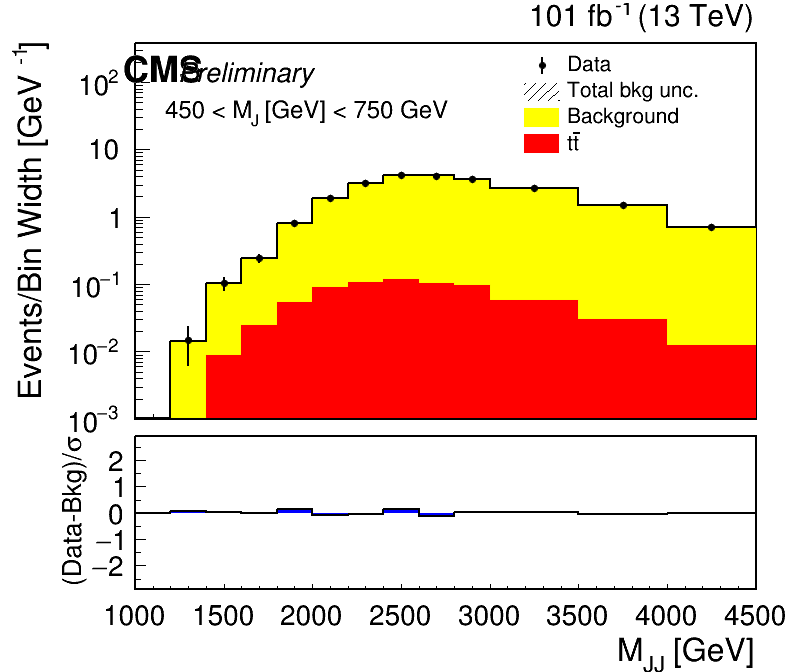 101 fb⁻¹ (13 TeV)
CMS Preliminary
450 < M_J [GeV] < 750 GeV
Data
Total bkg unc.
Background
tt̄
Events/Bin Width [GeV⁻¹]
10²
10
1
10⁻¹
10⁻²
10⁻³
(Data-Bkg)/σ
2
1
0
−1
−2
1000 1500 2000 2500 3000 3500 4000 4500
M_JJ [GeV]